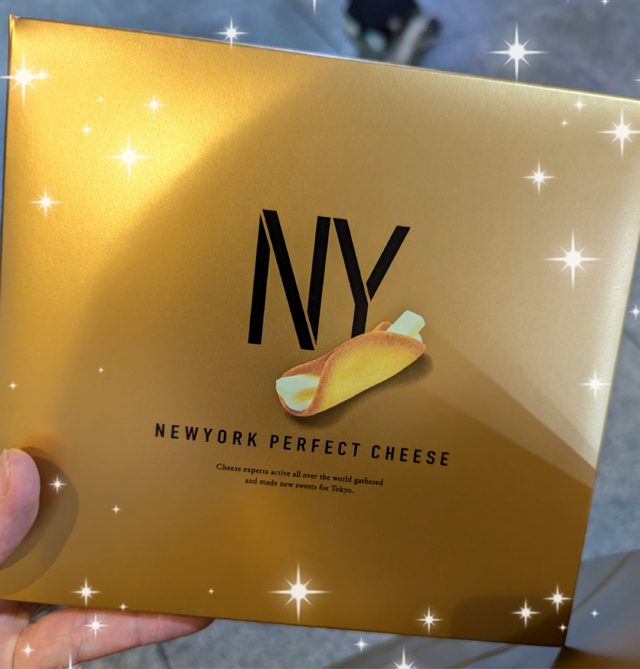 NY
NEWYORK PERFECT CHEESE
Cheese experts active all over the world gathered
and made new sweets for Tokyo.